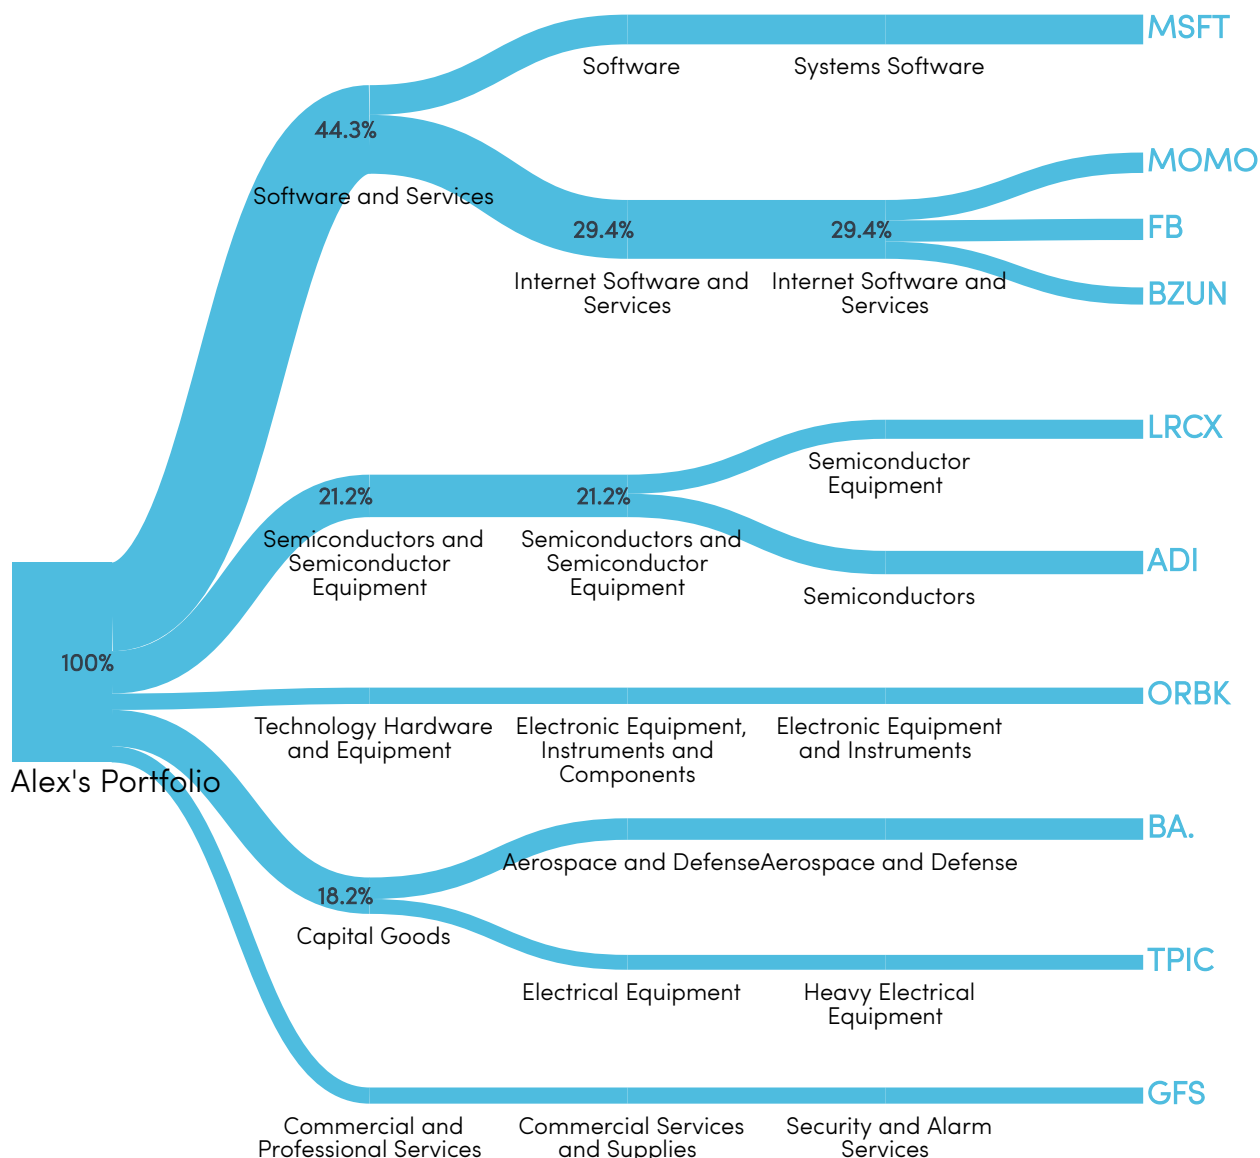 MSFT
Software
Systems Software
44.3%
Software and Services
MOMO
29.4%
29.4%
FB
Internet Software and
Services
Internet Software and
Services
BZUN
LRCX
Semiconductor
Equipment
21.2%
21.2%
Semiconductors and
Semiconductor
Equipment
Semiconductors and
Semiconductor
Equipment
ADI
Semiconductors
100%
Alex's Portfolio
ORBK
Technology Hardware
and Equipment
Electronic Equipment,
Instruments and
Components
Electronic Equipment
and Instruments
BA.
Aerospace and Defense
Aerospace and Defense
18.2%
Capital Goods
TPIC
Electrical Equipment
Heavy Electrical
Equipment
GFS
Commercial and
Professional Services
Commercial Services
and Supplies
Security and Alarm
Services